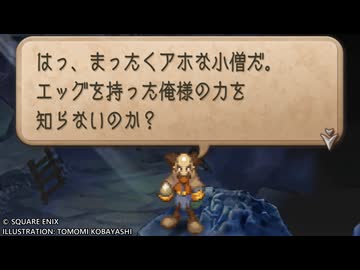 はっ、まったくアホな小僧だ。
エッグを持った俺様の力を
知らないのか？
© SQUARE ENIX
ILLUSTRATION: TOMOMI KOBAYASHI